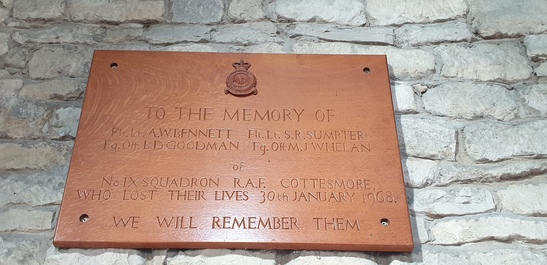 TO THE MEMORY OF
Flt. Lt. A.W. BENNETT Flt. Lt. S.R. SUMPTER
Fg. Off. B.D. GOODMAN Fg. Off. M.J. WHELAN
OF
No IX SQUADRON R.A.F. COTTESMORE,
WHO LOST THEIR LIVES 30th JANUARY 1968.
WE WILL REMEMBER THEM